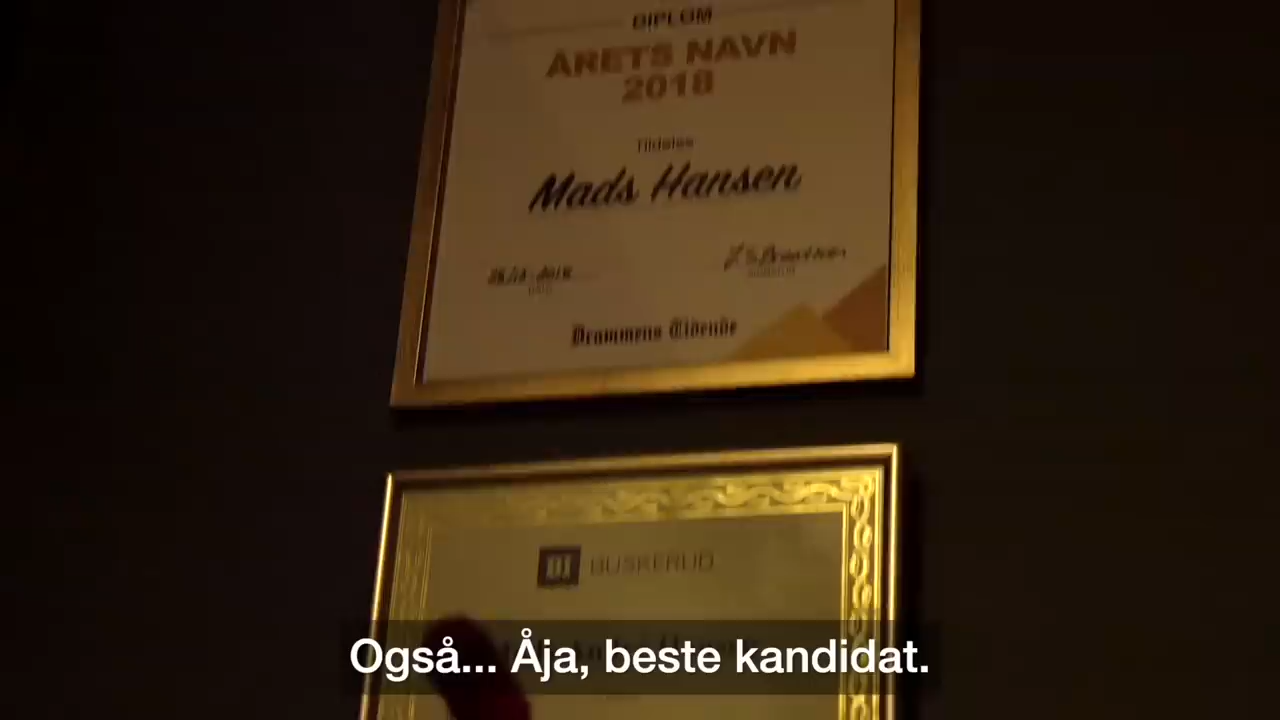 DIPLOM
ÅRETS NAVN
2018
Tildeles
Mads Hansen
Drammens Tidende
BUSKERUD
Også... Åja, beste kandidat.